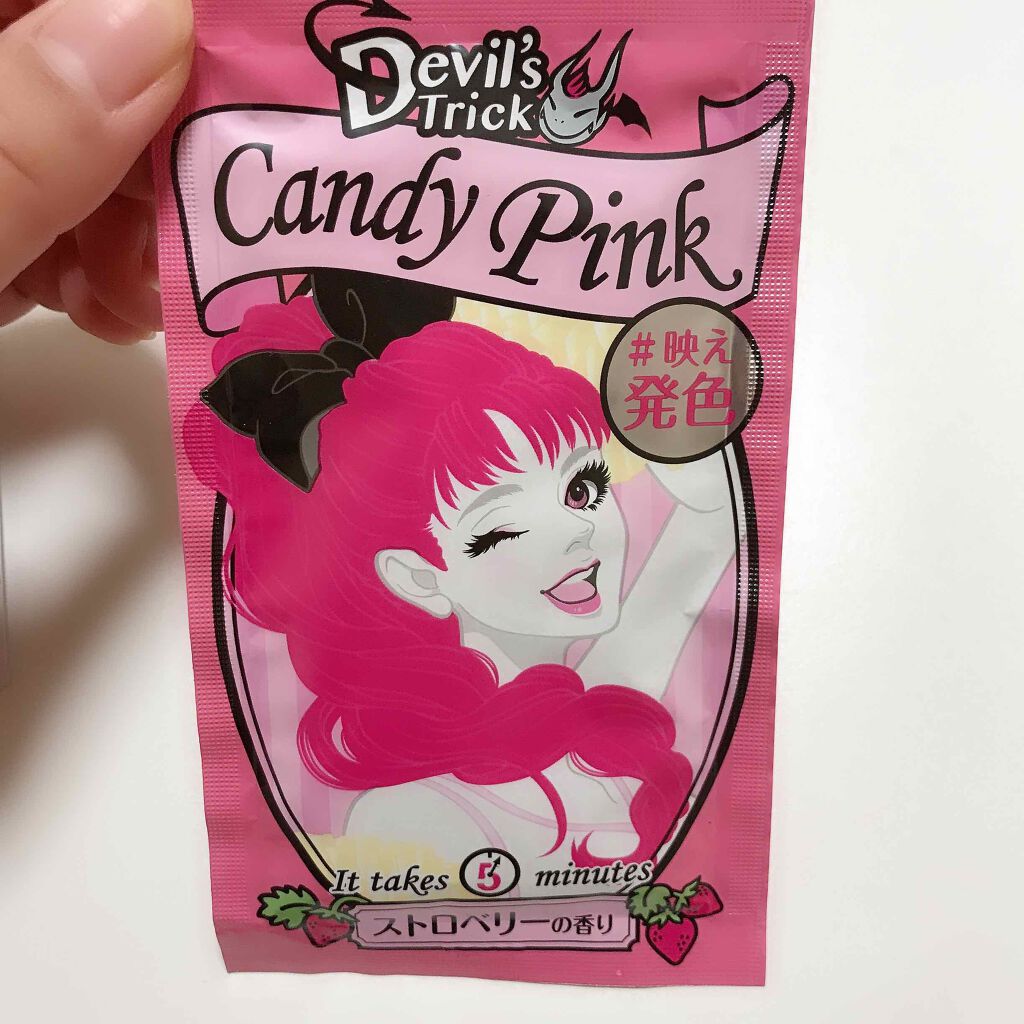 Devil's
Trick
Candy Pink
#映え
発色
It takes 5 minutes
ストロベリーの香り